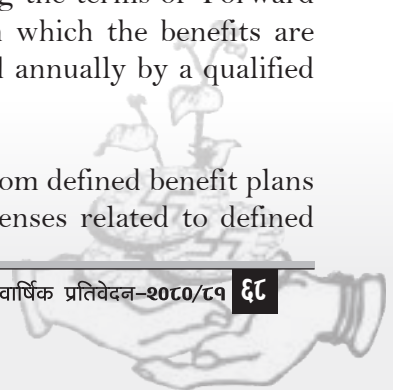 the terms of Forward
which the benefits are
annually by a qualified
om defined benefit plans
enses related to defined
वार्षिक प्रतिवेदन–२०८०/८१ ६८